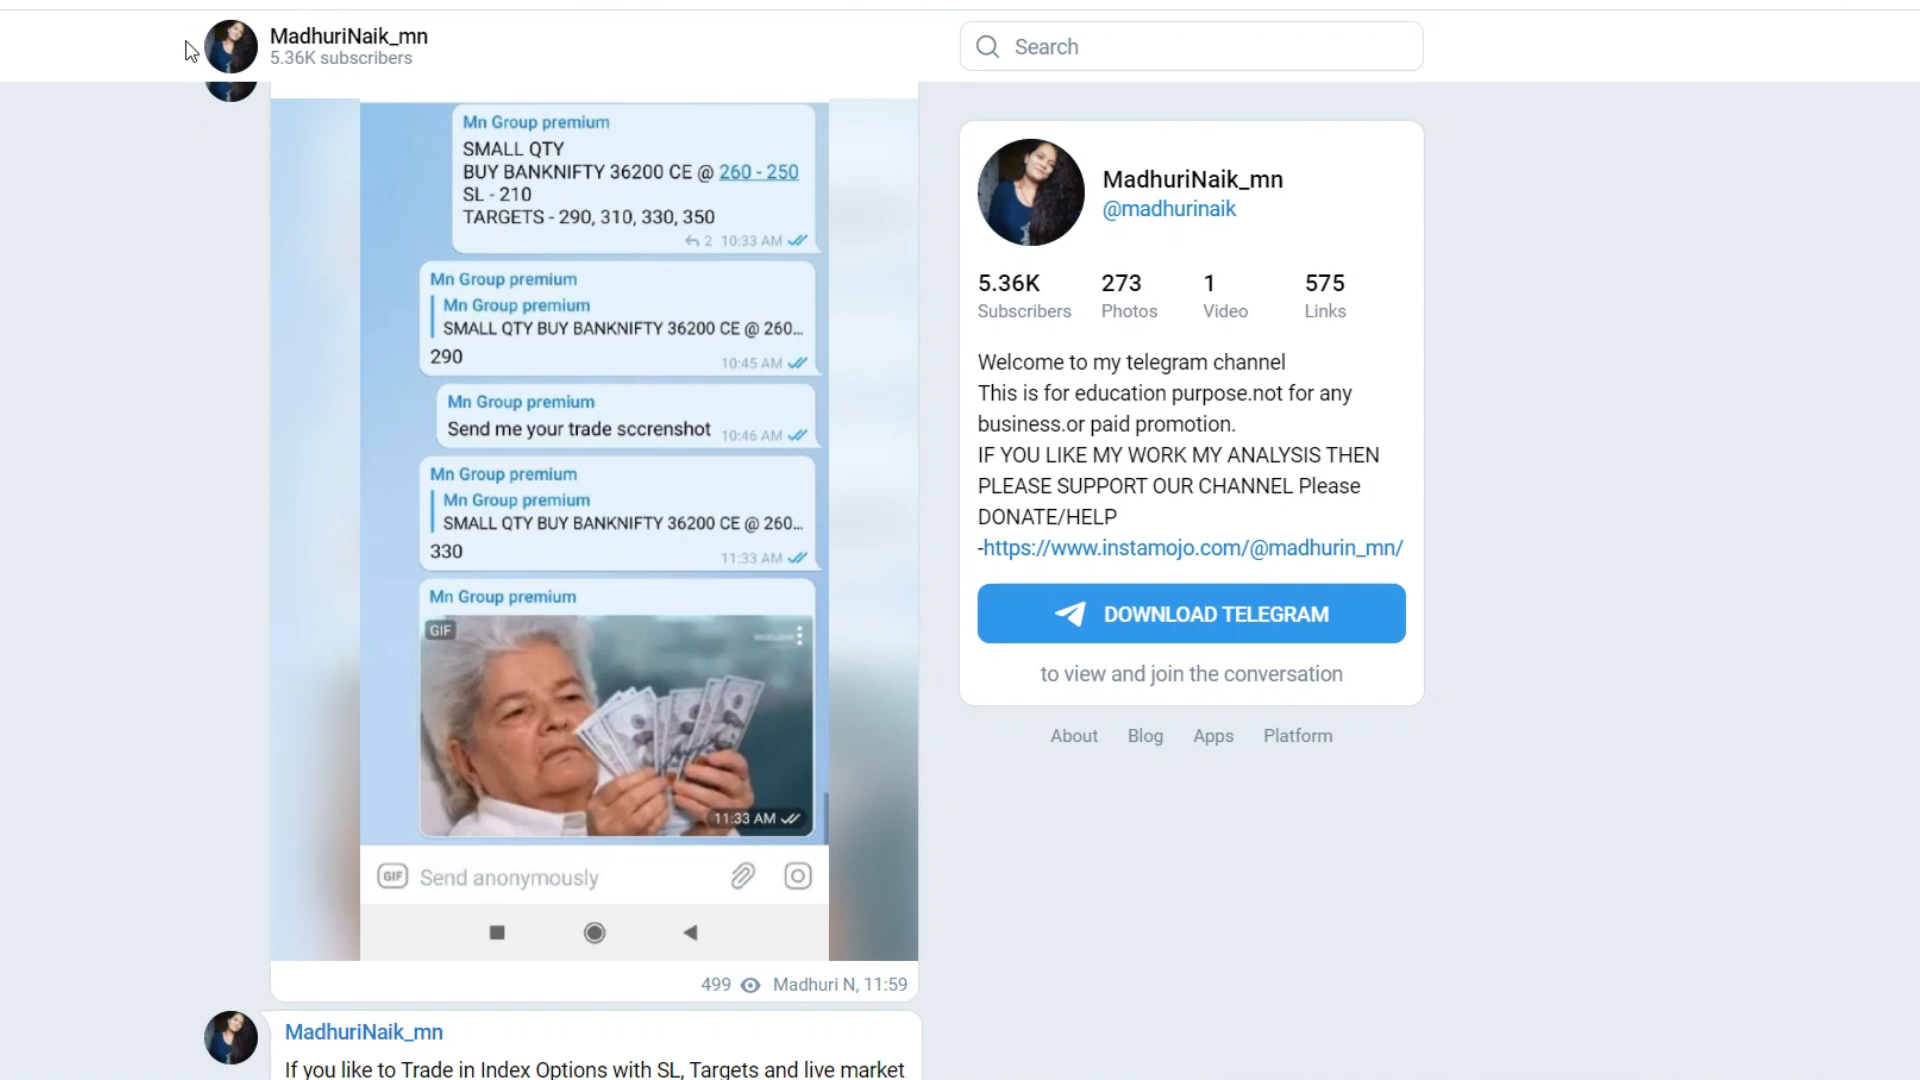 MadhuriNaik_mn
5.36K subscribers
Search
Mn Group premium
SMALL QTY
BUY BANKNIFTY 36200 CE @ 260 - 250
SL - 210
TARGETS - 290, 310, 330, 350
2 10:33 AM
Mn Group premium
Mn Group premium
SMALL QTY BUY BANKNIFTY 36200 CE @ 260...
290
10:45 AM
Mn Group premium
Send me your trade sccrenshot
10:46 AM
Mn Group premium
Mn Group premium
SMALL QTY BUY BANKNIFTY 36200 CE @ 260...
330
11:33 AM
Mn Group premium
GIF
11:33 AM
GIF
Send anonymously
499 Madhuri N, 11:59
MadhuriNaik_mn
If you like to Trade in Index Options with SL, Targets and live market
MadhuriNaik_mn
@madhurinaik
5.36K 273 1 575
Subscribers Photos Video Links
Welcome to my telegram channel
This is for education purpose.not for any
business.or paid promotion.
IF YOU LIKE MY WORK MY ANALYSIS THEN
PLEASE SUPPORT OUR CHANNEL Please
DONATE/HELP
-https://www.instamojo.com/@madhurin_mn/
DOWNLOAD TELEGRAM
to view and join the conversation
About Blog Apps Platform